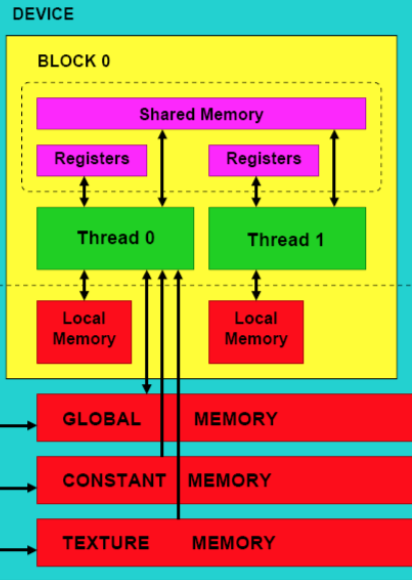 DEVICE
BLOCK 0
Shared Memory
Registers
Registers
Thread 0
Thread 1
Local
Memory
Local
Memory
GLOBAL MEMORY
CONSTANT MEMORY
TEXTURE MEMORY